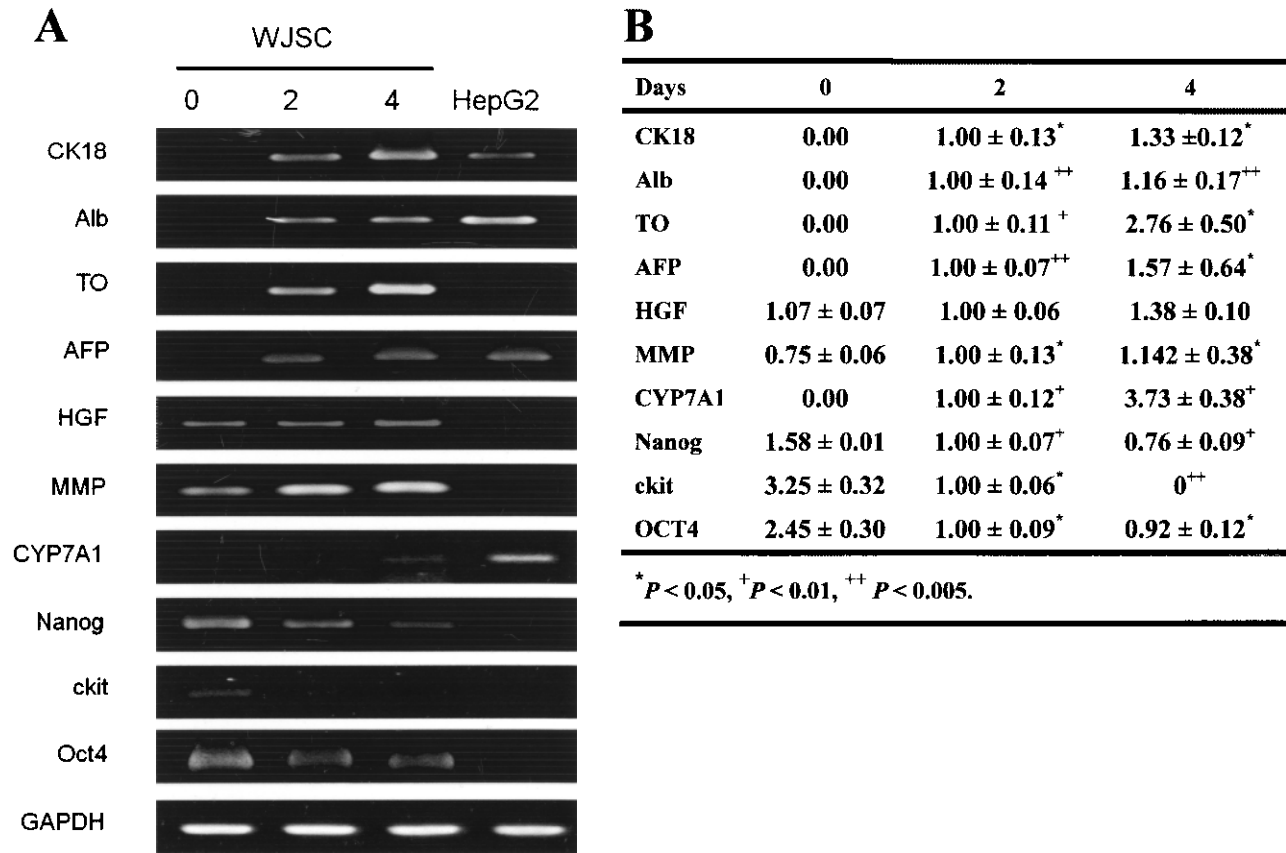 A
WJSC
0 2 4 HepG2
CK18
Alb
TO
AFP
HGF
MMP
CYP7A1
Nanog
ckit
Oct4
GAPDH
B
Days 0 2 4
CK18 0.00 1.00 ± 0.13* 1.33 ±0.12*
Alb 0.00 1.00 ± 0.14 ++ 1.16 ± 0.17++
TO 0.00 1.00 ± 0.11 + 2.76 ± 0.50*
AFP 0.00 1.00 ± 0.07++ 1.57 ± 0.64*
HGF 1.07 ± 0.07 1.00 ± 0.06 1.38 ± 0.10
MMP 0.75 ± 0.06 1.00 ± 0.13* 1.142 ± 0.38*
CYP7A1 0.00 1.00 ± 0.12+ 3.73 ± 0.38+
Nanog 1.58 ± 0.01 1.00 ± 0.07+ 0.76 ± 0.09+
ckit 3.25 ± 0.32 1.00 ± 0.06* 0++
OCT4 2.45 ± 0.30 1.00 ± 0.09* 0.92 ± 0.12*
*P < 0.05, +P < 0.01, ++ P < 0.005.